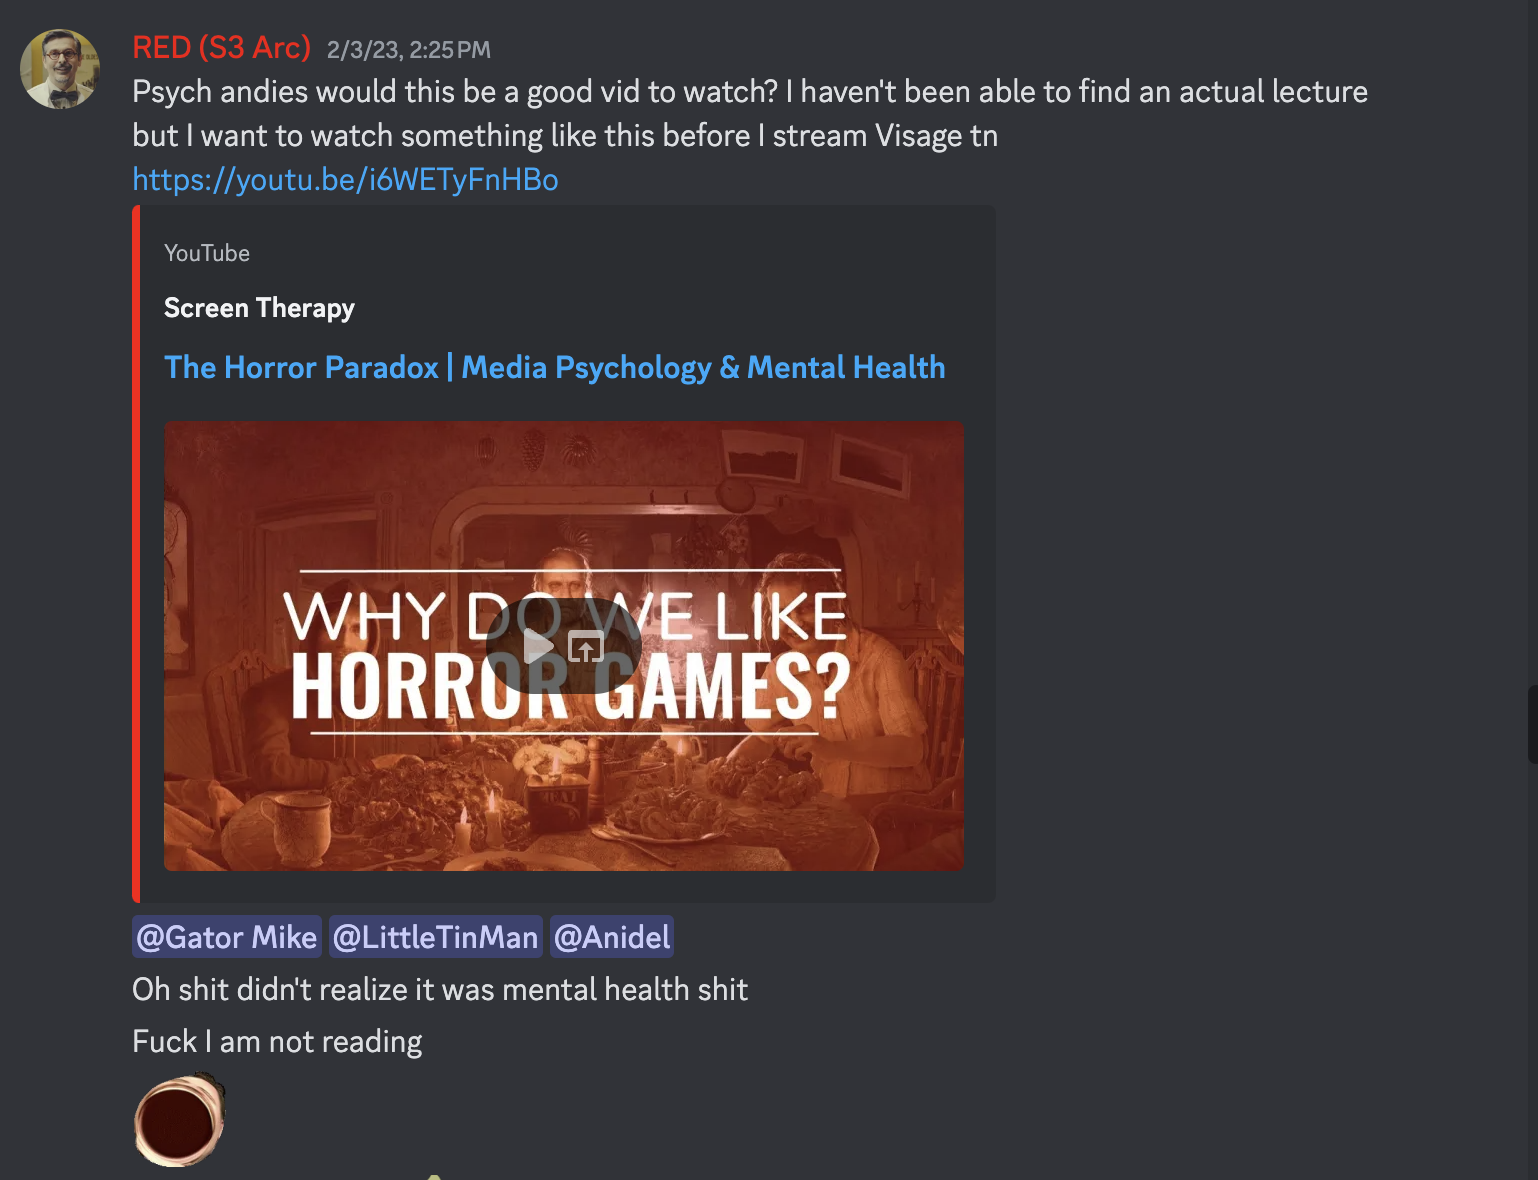 RED (S3 Arc) 2/3/23, 2:25 PM
Psych andies would this be a good vid to watch? I haven't been able to find an actual lecture
but I want to watch something like this before I stream Visage tn
https://youtu.be/i6WETyFnHBo
YouTube
Screen Therapy
The Horror Paradox | Media Psychology & Mental Health
WHY DO WE LIKE
HORROR GAMES?
@Gator Mike @LittleTinMan @Anidel
Oh shit didn't realize it was mental health shit
Fuck I am not reading